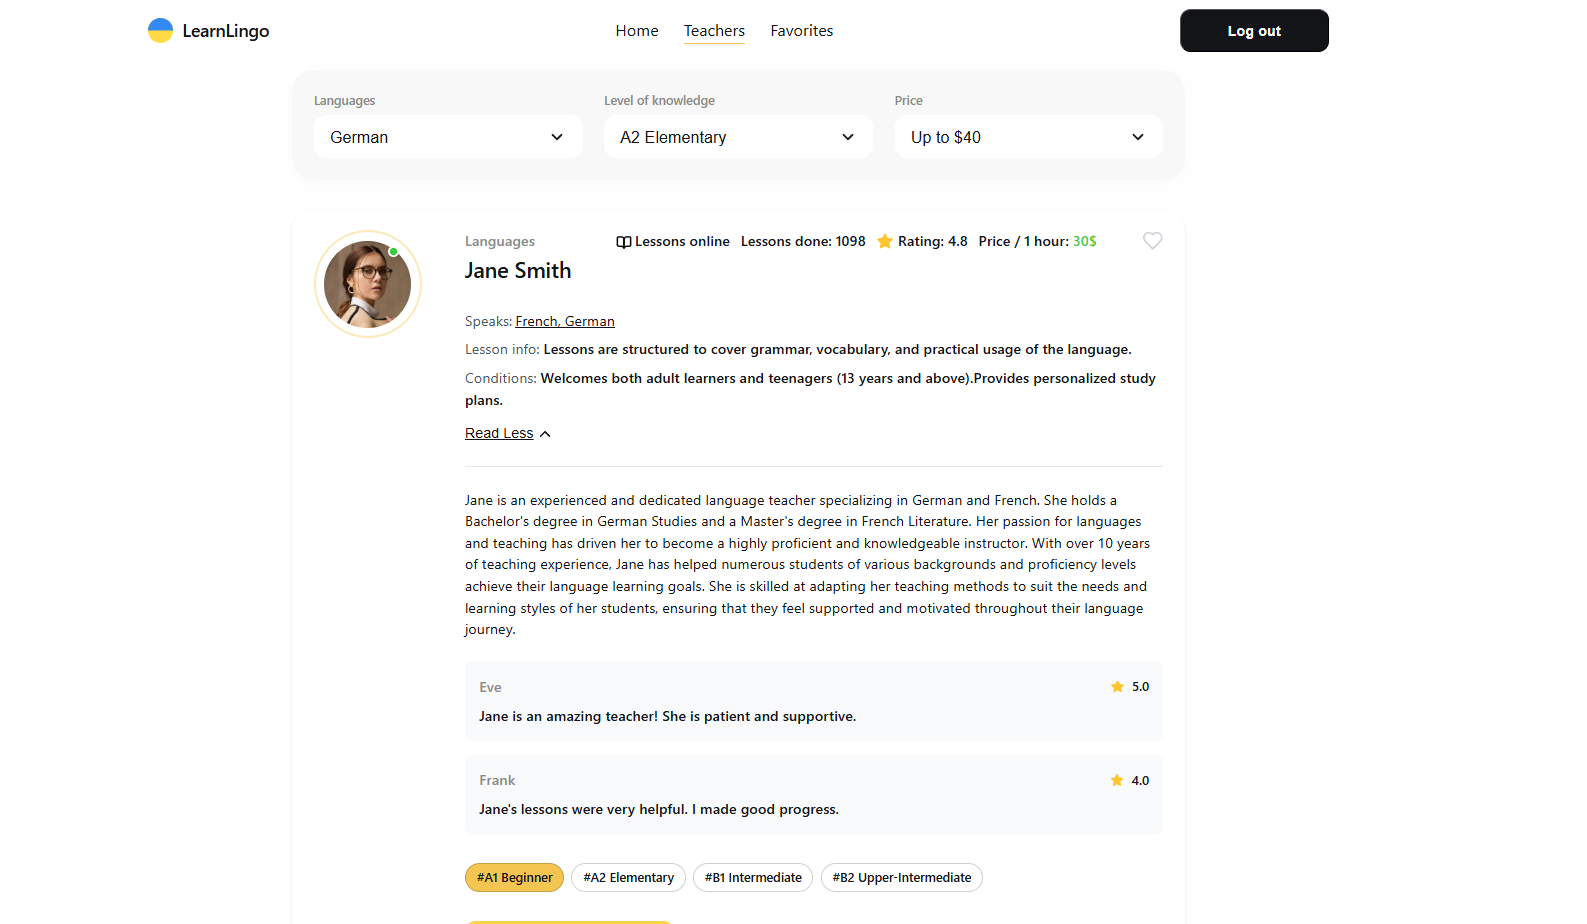 LearnLingo
Home Teachers Favorites
Log out
Languages
Level of knowledge
Price
German
A2 Elementary
Up to $40
Languages
Lessons online Lessons done: 1098 Rating: 4.8 Price / 1 hour: 30$
Jane Smith
Speaks: French, German
Lesson info: Lessons are structured to cover grammar, vocabulary, and practical usage of the language.
Conditions: Welcomes both adult learners and teenagers (13 years and above).Provides personalized study
plans.
Read Less
Jane is an experienced and dedicated language teacher specializing in German and French. She holds a
Bachelor's degree in German Studies and a Master's degree in French Literature. Her passion for languages
and teaching has driven her to become a highly proficient and knowledgeable instructor. With over 10 years
of teaching experience, Jane has helped numerous students of various backgrounds and proficiency levels
achieve their language learning goals. She is skilled at adapting her teaching methods to suit the needs and
learning styles of her students, ensuring that they feel supported and motivated throughout their language
journey.
Eve
5.0
Jane is an amazing teacher! She is patient and supportive.
Frank
4.0
Jane's lessons were very helpful. I made good progress.
#A1 Beginner #A2 Elementary #B1 Intermediate #B2 Upper-Intermediate